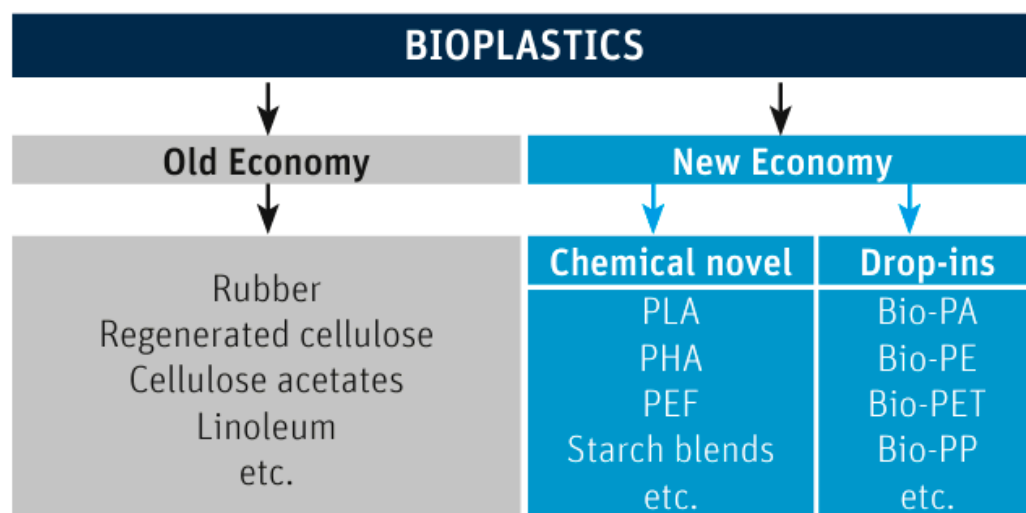 BIOPLASTICS
Old Economy
New Economy
Rubber
Regenerated cellulose
Cellulose acetates
Linoleum
etc.
Chemical novel
PLA
PHA
PEF
Starch blends
etc.
Drop-ins
Bio-PA
Bio-PE
Bio-PET
Bio-PP
etc.